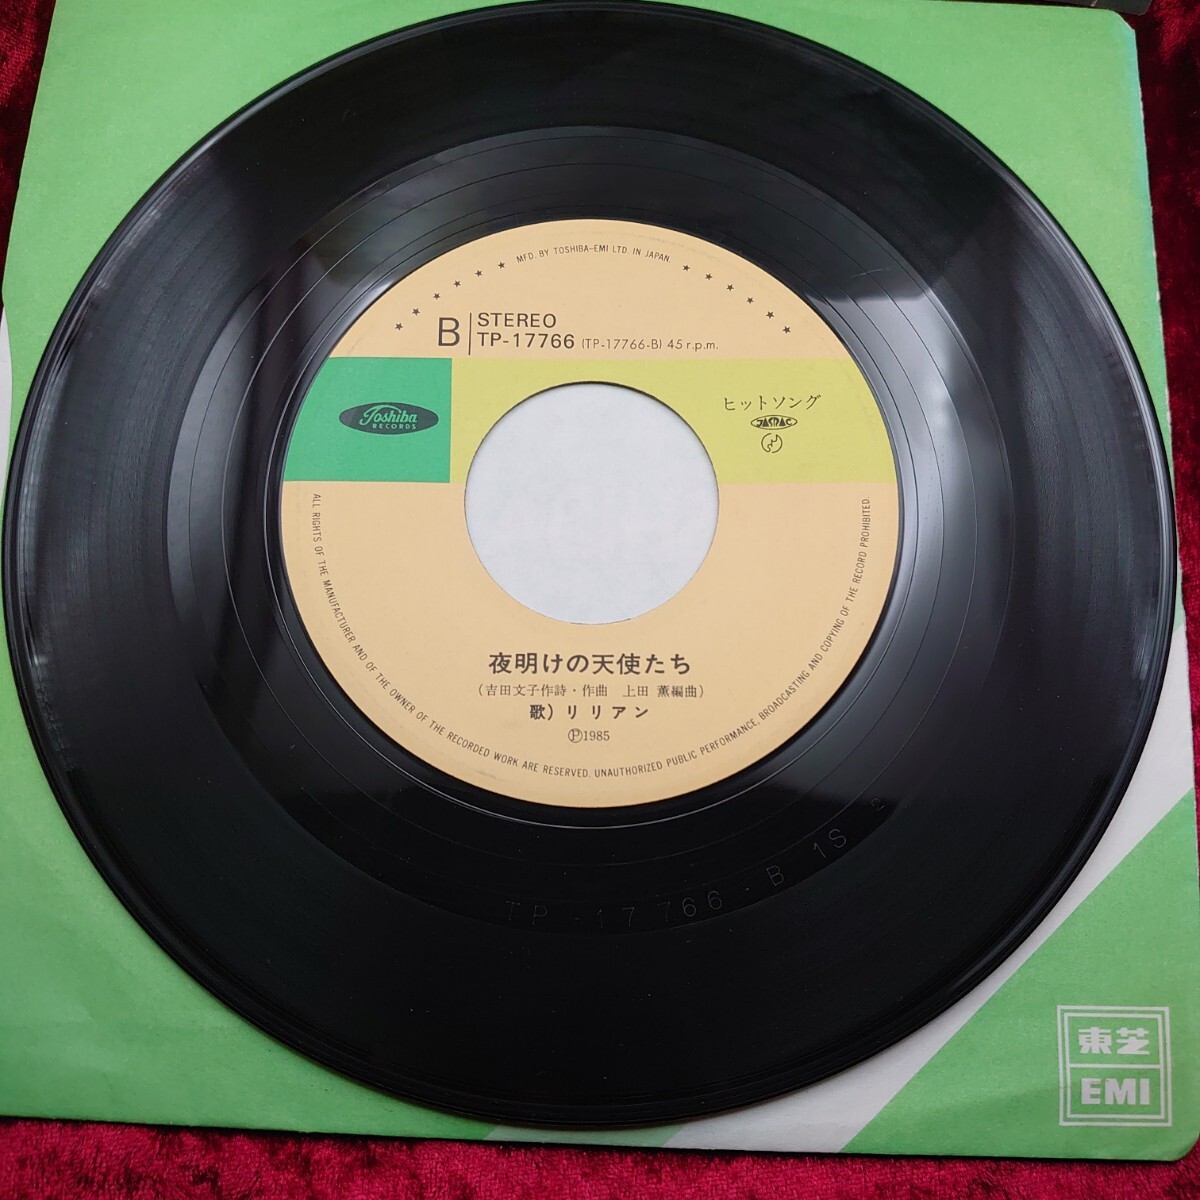 MFD. BY TOSHIBA-EMI LTD. IN JAPAN.
B
STEREO
TP-17766 (TP-17766-B) 45 r.p.m.
Toshiba
RECORDS
ヒットソング
JASRAC
夜明けの天使たち
(吉田文子作詩・作曲 上田 薫編曲)
歌) リリアン
Ⓟ1985
ALL RIGHTS OF THE MANUFACTURER AND OF THE OWNER OF THE RECORDED WORK ARE RESERVED. UNAUTHORIZED PUBLIC PERFORMANCE, BROADCASTING AND COPYING OF THE RECORD PROHIBITED.
TP-17766-B 1S 2
東芝
EMI